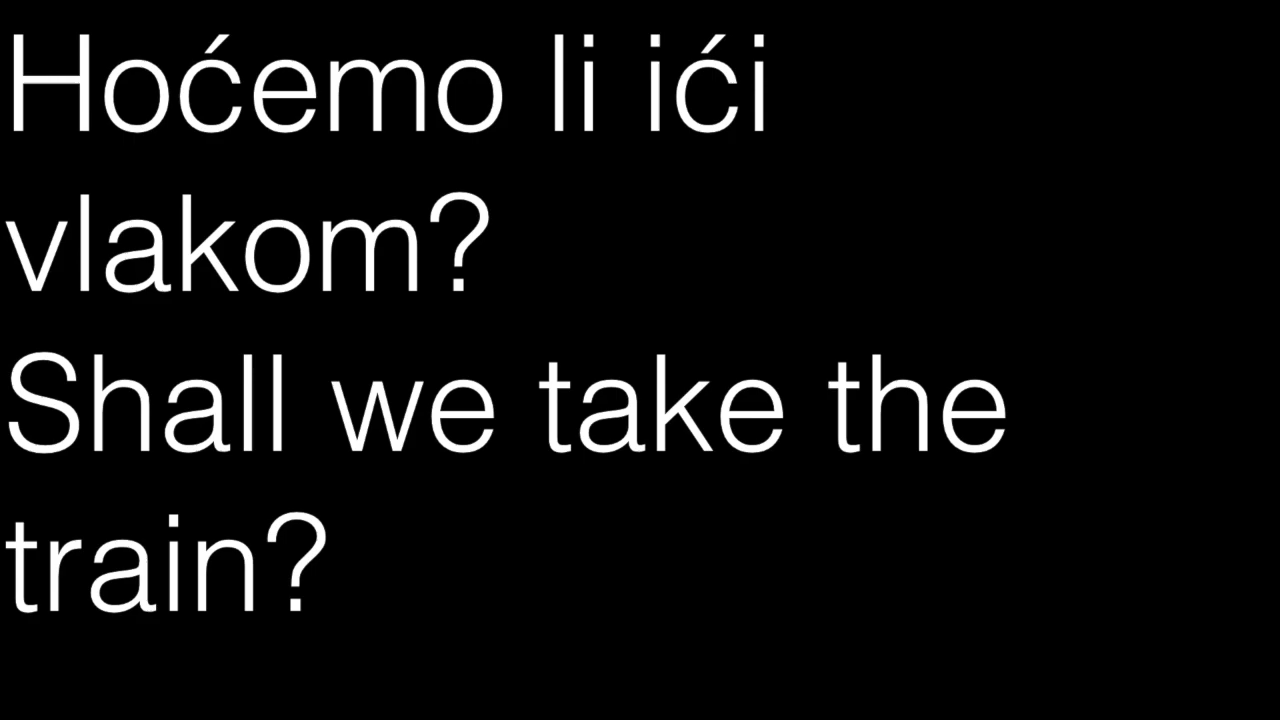 Hoćemo li ići
vlakom?
Shall we take the
train?